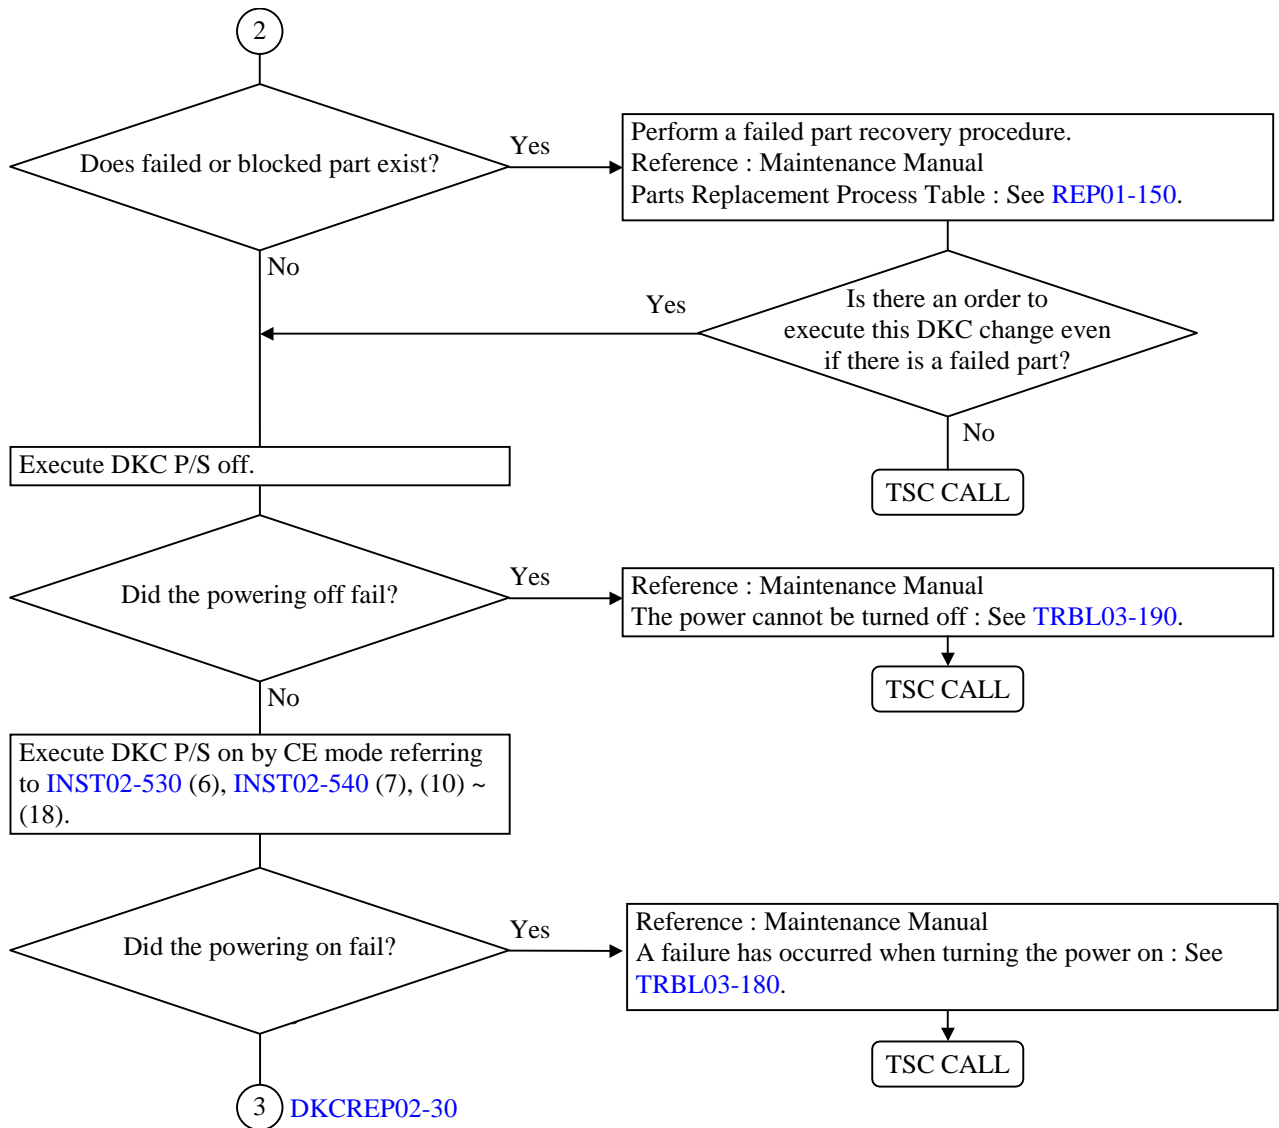 2
Does failed or blocked part exist?
Yes
Perform a failed part recovery procedure.
Reference : Maintenance Manual
Parts Replacement Process Table : See REP01-150.
No
Yes
Is there an order to
execute this DKC change even
if there is a failed part?
No
TSC CALL
Execute DKC P/S off.
Did the powering off fail?
Yes
Reference : Maintenance Manual
The power cannot be turned off : See TRBL03-190.
TSC CALL
No
Execute DKC P/S on by CE mode referring
to INST02-530 (6), INST02-540 (7), (10) ~
(18).
Did the powering on fail?
Yes
Reference : Maintenance Manual
A failure has occurred when turning the power on : See
TRBL03-180.
TSC CALL
3 DKCREP02-30